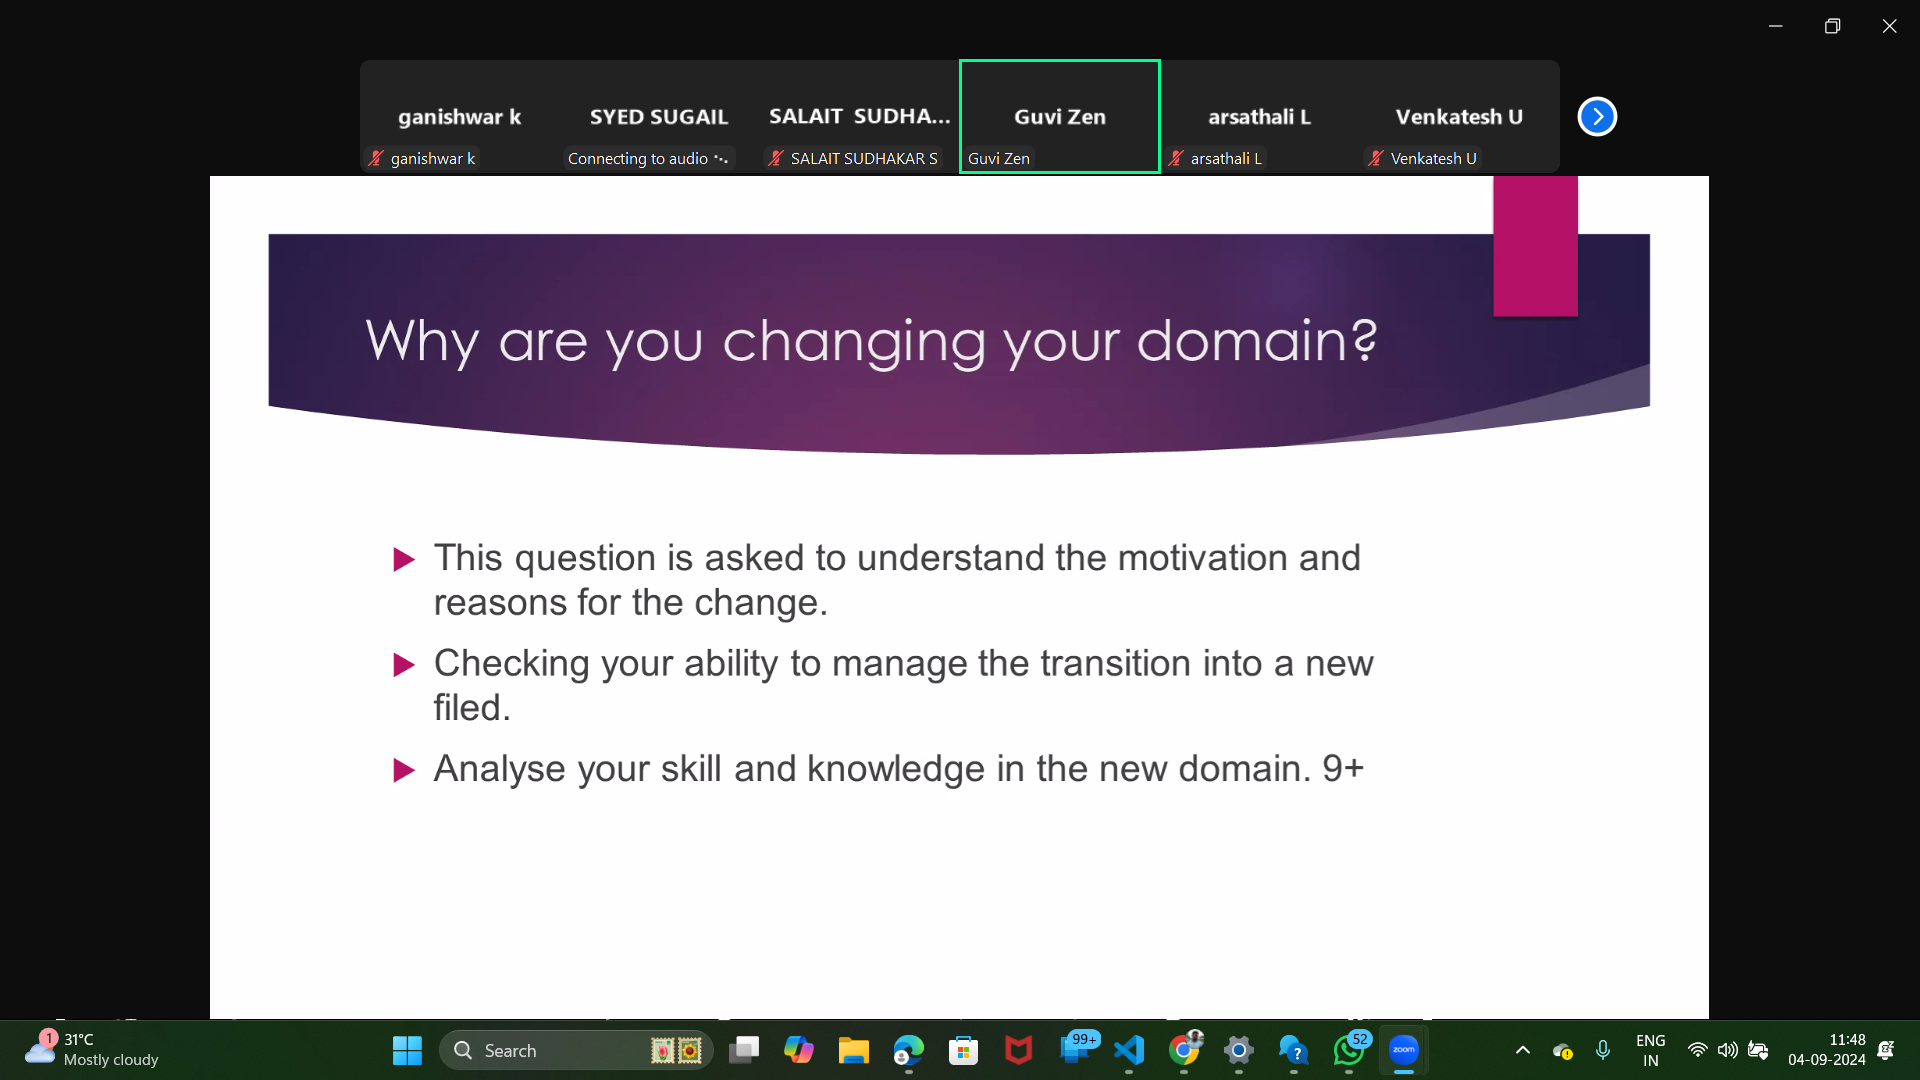 ganishwar k
SYED SUGAIL
SALAIT SUDHA...
Guvi Zen
arsathali L
Venkatesh U
ganishwar k
Connecting to audio
SALAIT SUDHAKAR S
Guvi Zen
arsathali L
Venkatesh U
Why are you changing your domain?
This question is asked to understand the motivation and
reasons for the change.
Checking your ability to manage the transition into a new
filed.
Analyse your skill and knowledge in the new domain. 9+
1
31°C
Mostly cloudy
Search
99+
52
zoom
ENG
IN
11:48
04-09-2024